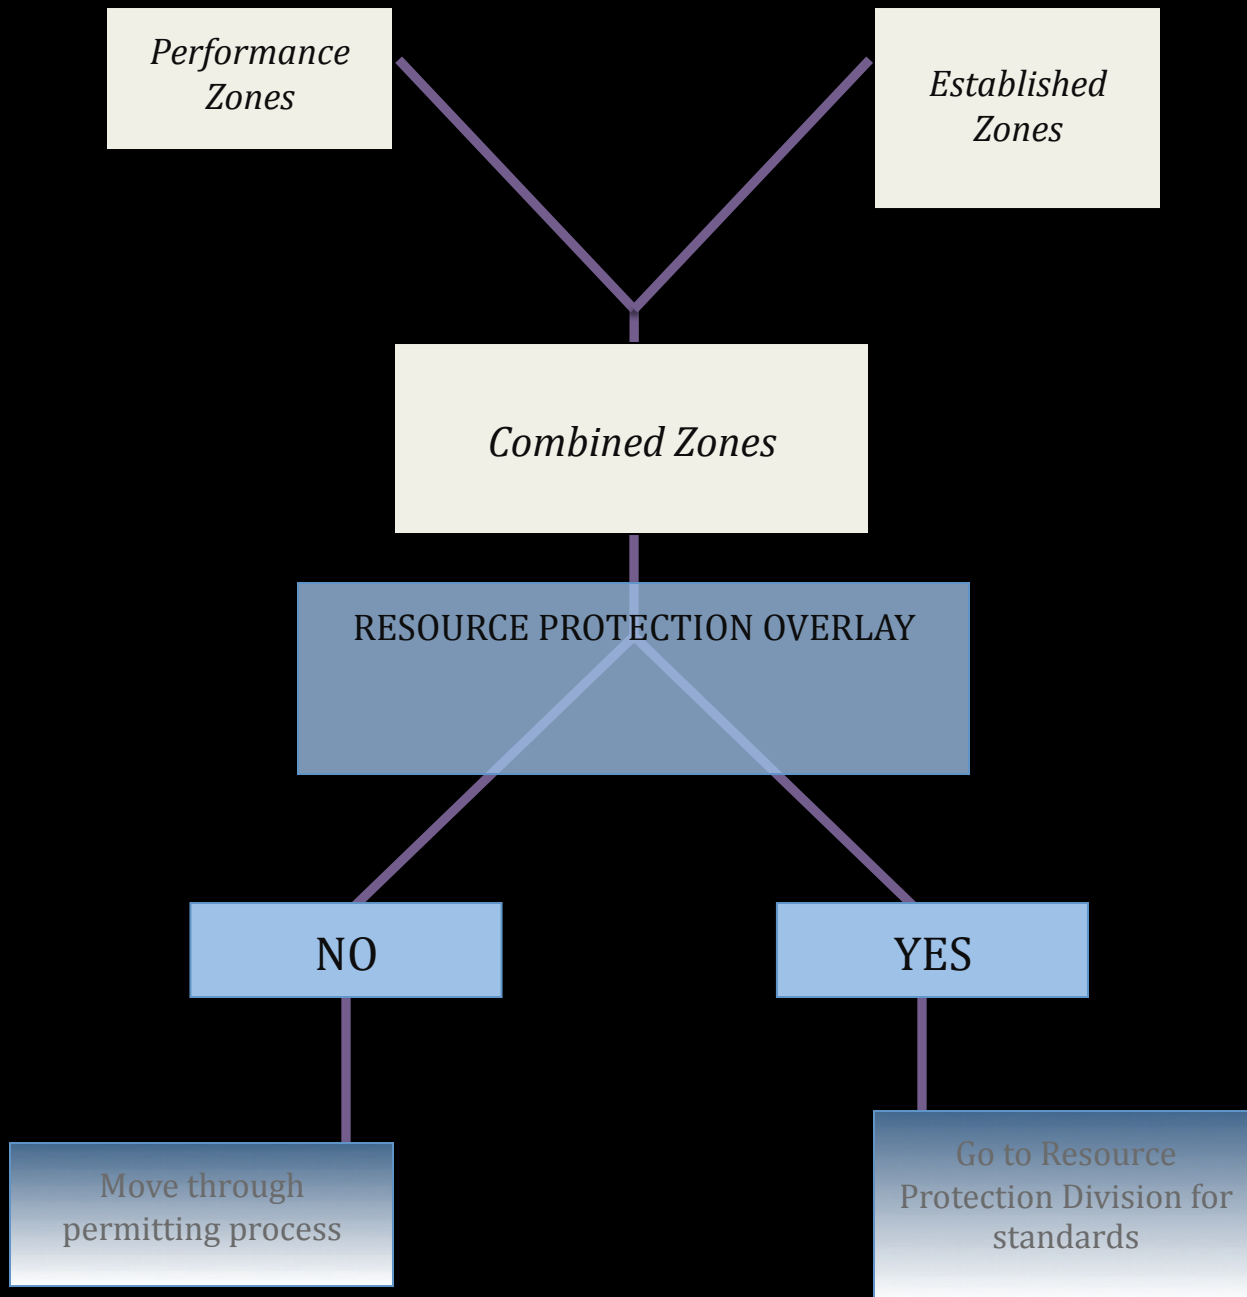 Performance
Zones
Established
Zones
Combined Zones
RESOURCE PROTECTION OVERLAY
NO
YES
Move through
permitting process
Go to Resource
Protection Division for
standards